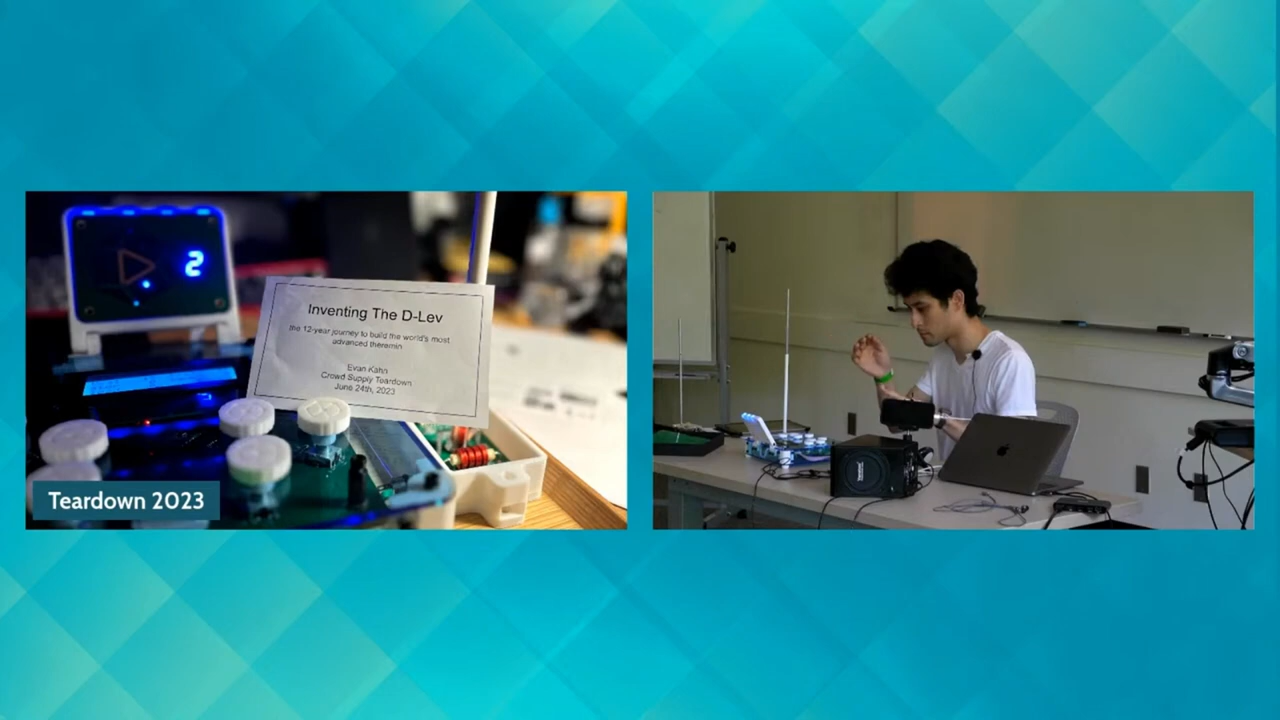 2
Inventing The D-Lev
the 12-year journey to build the world's most
advanced theremin
Evan Kahn
Crowd Supply Teardown
June 24th, 2023
Teardown 2023